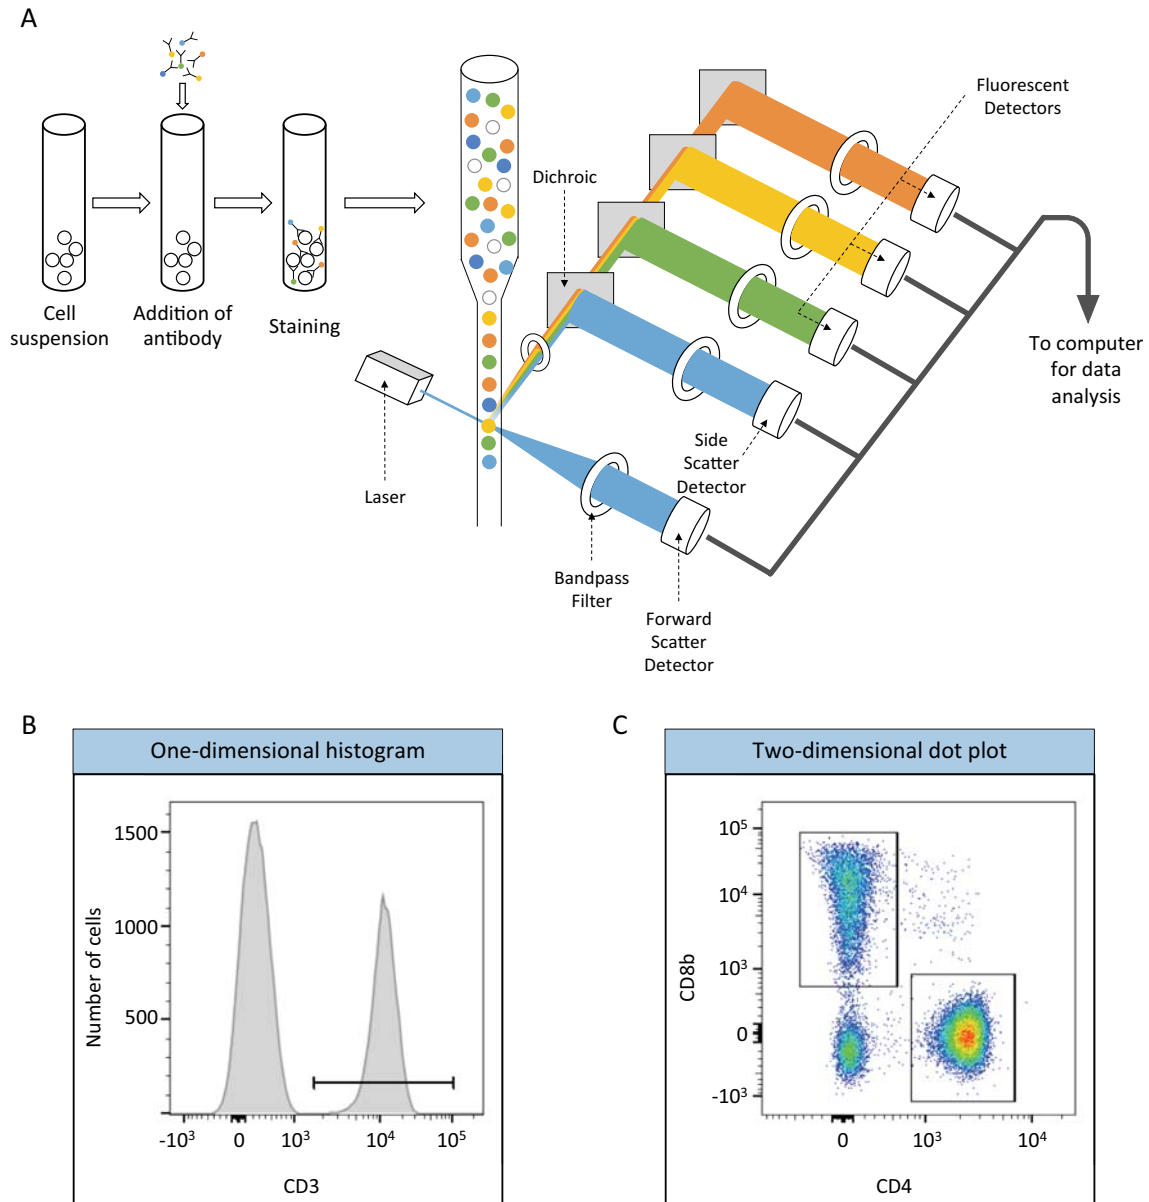 A
Cell
suspension
Addition of
antibody
Staining
Laser
Dichroic
Fluorescent
Detectors
To computer
for data
analysis
Side
Scatter
Detector
Bandpass
Filter
Forward
Scatter
Detector
B
One-dimensional histogram
Number of cells
1500
1000
500
-10³ 0 10³ 10⁴ 10⁵
CD3
C
Two-dimensional dot plot
CD8b
10⁵
10⁴
10³
0
-10³
0 10³ 10⁴
CD4